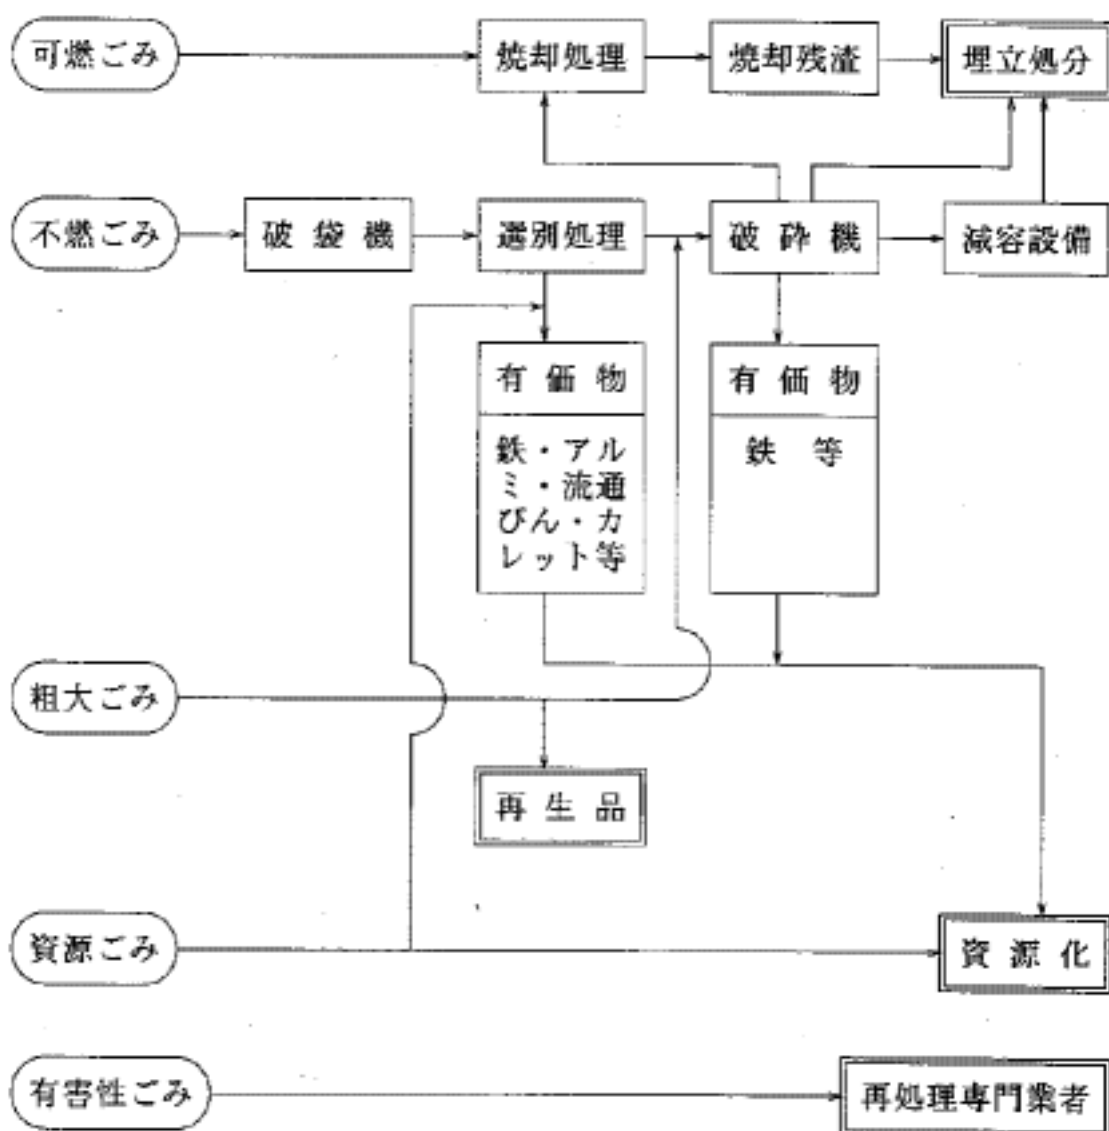 可燃ごみ
焼却処理
焼却残渣
埋立処分
不燃ごみ
破袋機
選別処理
破砕機
減容設備
有価物
鉄・アル
ミ・流通
びん・カ
レット等
有価物
鉄等
粗大ごみ
再生品
資源ごみ
資源化
有害性ごみ
再処理専門業者